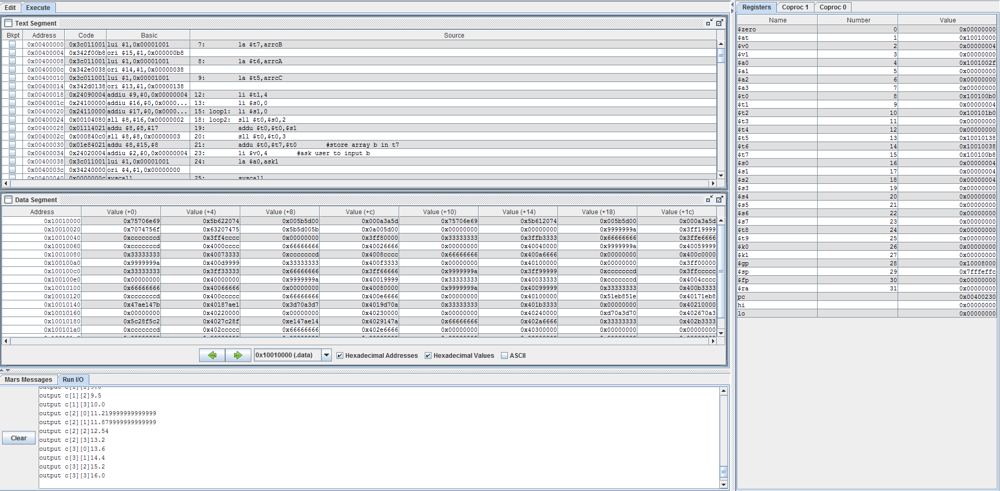 Edit Execute
Text Segment
Bkpt Address Code Basic Source
0x00400000 0x3c011001 lui $1,0x00001001 7: la $t7,arrcB
0x00400004 0x342f00b8 ori $15,$1,0x000000b8
0x00400008 0x3c011001 lui $1,0x00001001 8: la $t6,arrcA
0x0040000c 0x342e0038 ori $14,$1,0x00000038
0x00400010 0x3c011001 lui $1,0x00001001 9: la $t5,arrcC
0x00400014 0x342d0138 ori $13,$1,0x00000138
0x00400018 0x24090004 addiu $9,$0,0x00000004 12: li $t1,4
0x0040001c 0x24100000 addiu $16,$0,0x0000... 13: li $s0,0
0x00400020 0x24110000 addiu $17,$0,0x0000... 15: loop1: li $s1,0
0x00400024 0x00104080 sll $8,$16,0x00000002 18: loop2: sll $t0,$s0,2
0x00400028 0x01114021 addu $8,$8,$17 19: addu $t0,$t0,$s1
0x0040002c 0x000840c0 sll $8,$8,0x00000003 20: sll $t0,$t0,3
0x00400030 0x01e84021 addu $8,$15,$8 21: addu $t0,$t7,$t0 #store array b in t7
0x00400034 0x24020004 addiu $2,$0,0x00000004 23: li $v0,4 #ask user to input b
0x00400038 0x3c011001 lui $1,0x00001001 24: la $a0,ask1
0x0040003c 0x34240000 ori $4,$1,0x00000000
0x00400040 0x0000000c syscall 25: syscall
Data Segment
Address Value (+0) Value (+4) Value (+8) Value (+c) Value (+10) Value (+14) Value (+18) Value (+1c)
0x10010000 0x75706e69 0x5b622074 0x005b5d00 0x000a3a5d 0x75706e69 0x5b612074 0x005b5d00 0x000a3a5d
0x10010020 0x7074756f 0x63207475 0x5b5d005b 0x0a005d00 0x00000000 0x00000000 0x9999999a 0x3ff19999
0x10010040 0xcccccccd 0x3ff4cccc 0x00000000 0x3ff80000 0x33333333 0x3ffb3333 0x66666666 0x3ffe6666
0x10010060 0xcccccccd 0x4000cccc 0x66666666 0x40026666 0x00000000 0x40040000 0x9999999a 0x40059999
0x10010080 0x33333333 0x40073333 0xcccccccd 0x4008cccc 0x66666666 0x400a6666 0x00000000 0x400c0000
0x100100a0 0x9999999a 0x400d9999 0x33333333 0x400f3333 0x00000000 0x40100000 0x00000000 0x3ff00000
0x100100c0 0x33333333 0x3ff33333 0x66666666 0x3ff66666 0x9999999a 0x3ff99999 0xcccccccd 0x3ffccccc
0x100100e0 0x00000000 0x40000000 0x9999999a 0x40019999 0x33333333 0x40033333 0xcccccccd 0x4004cccc
0x10010100 0x66666666 0x40066666 0x00000000 0x40080000 0x9999999a 0x40099999 0x33333333 0x400b3333
0x10010120 0xcccccccd 0x400ccccc 0x66666666 0x400e6666 0x00000000 0x40100000 0x51eb851e 0x40171eb8
0x10010140 0x47ae147b 0x40187ae1 0x3d70a3d7 0x4019d70a 0x33333333 0x401b3333 0x00000000 0x40210000
0x10010160 0x00000000 0x40220000 0x00000000 0x40230000 0x00000000 0x40240000 0xd70a3d70 0x402670a3
0x10010180 0x5c28f5c2 0x4027c28f 0xe147ae14 0x4029147a 0x66666666 0x402a6666 0x33333333 0x402b3333
0x100101a0 0xcccccccd 0x402ccccc 0x66666666 0x402e6666 0x00000000 0x40300000 0x00000000 0x00000000
0x10010000 (.data) Hexadecimal Addresses Hexadecimal Values ASCII
Mars Messages Run I/O
output c[1][2]9.5
output c[1][3]10.0
output c[2][0]11.219999999999999
output c[2][1]11.879999999999999
output c[2][2]12.54
output c[2][3]13.2
output c[3][0]13.6
output c[3][1]14.4
output c[3][2]15.2
output c[3][3]16.0
Clear
Registers Coproc 1 Coproc 0
Name Number Value
$zero 0 0x00000000
$at 1 0x10010000
$v0 2 0x00000004
$v1 3 0x00000000
$a0 4 0x1001002f
$a1 5 0x00000000
$a2 6 0x00000000
$a3 7 0x00000000
$t0 8 0x100100b0
$t1 9 0x00000004
$t2 10 0x100101b0
$t3 11 0x00000000
$t4 12 0x00000000
$t5 13 0x10010138
$t6 14 0x10010038
$t7 15 0x100100b8
$s0 16 0x00000004
$s1 17 0x00000004
$s2 18 0x00000004
$s3 19 0x00000000
$s4 20 0x00000000
$s5 21 0x00000000
$s6 22 0x00000000
$s7 23 0x00000000
$t8 24 0x00000000
$t9 25 0x00000000
$k0 26 0x00000000
$k1 27 0x00000000
$gp 28 0x10008000
$sp 29 0x7fffeffc
$fp 30 0x00000000
$ra 31 0x00000000
pc 0x00400230
hi 0x00000000
lo 0x00000000